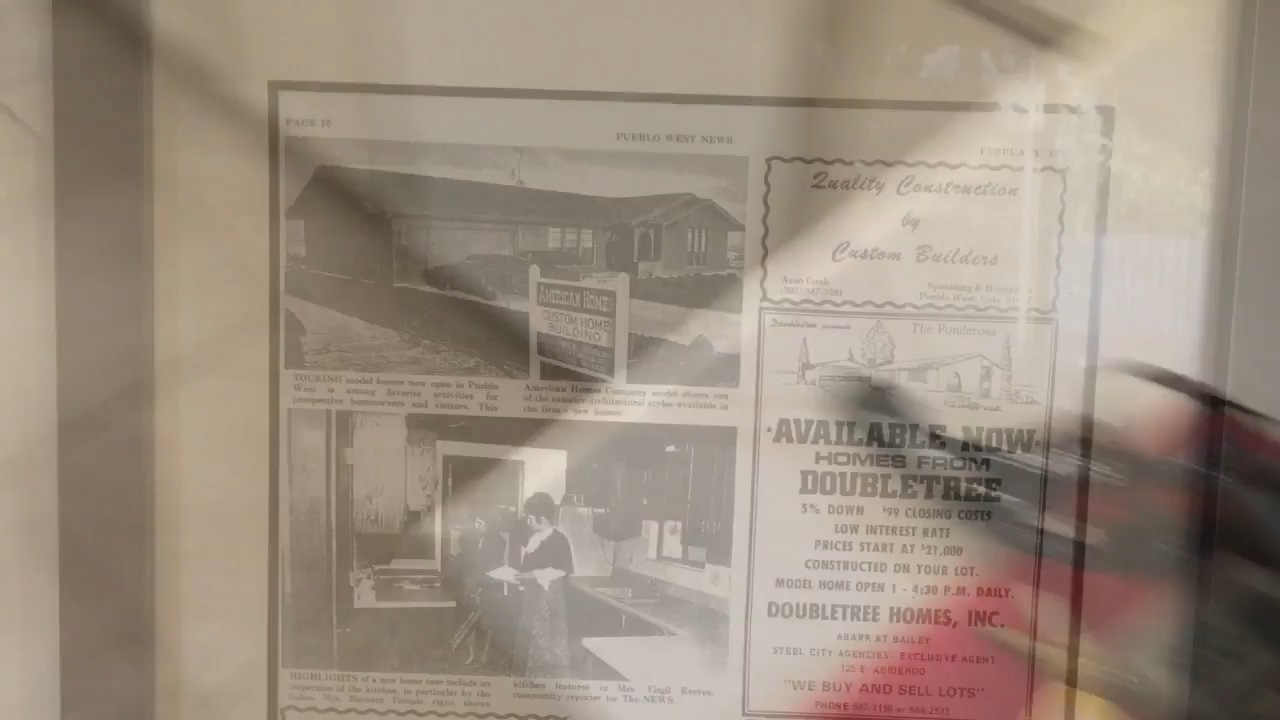 PAGE 10
PUEBLO WEST NEWS
AMERICAN HOMES
CUSTOM HOME
BUILDING
TOURING model homes now open in Pueblo
West is among favorite activities for
prospective homeowners and visitors. This
American Homes Company model shows one
of the exterior architectural styles available in
the firm's new homes.
HIGHLIGHTS of a new home tour include an
inspection of the kitchen, in particular by the
ladies. Mrs. Barbara Temple, right, shows
kitchen features to Mrs. Virgil Reeves,
community reporter for The NEWS.
Quality Construction
by
Custom Builders
Pueblo West, Colo.
The Ponderosa
AVAILABLE NOW
HOMES FROM
DOUBLETREE
5% DOWN $99 CLOSING COSTS
LOW INTEREST RATE
PRICES START AT $21,000
CONSTRUCTED ON YOUR LOT.
MODEL HOME OPEN 1 - 4:30 P.M. DAILY.
DOUBLETREE HOMES, INC.
ABARR AT BAILEY
STEEL CITY AGENCIES - EXCLUSIVE AGENT
125 E. ABRIENDO
"WE BUY AND SELL LOTS"
PHONE 547-1150 or 544-2531